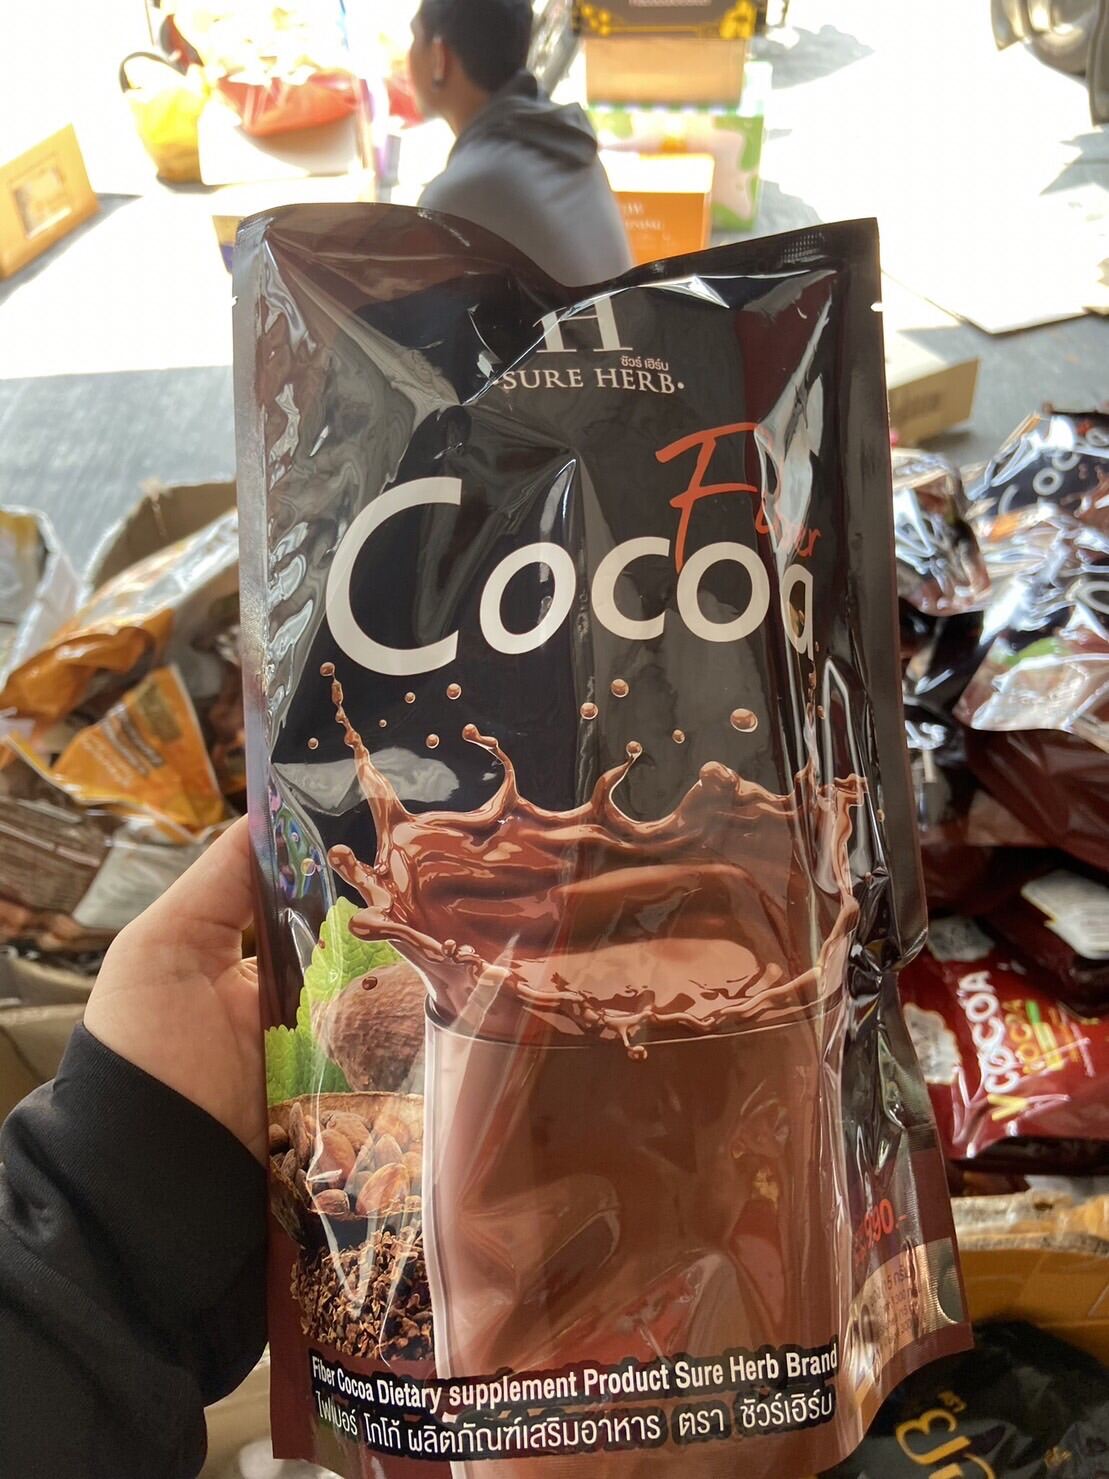 H
ชัวร์ เฮิร์บ
•SURE HERB•
Fiber
Cocoa
990.-
Fiber Cocoa Dietary supplement Product Sure Herb Brand
ไฟเบอร์ โกโก้ ผลิตภัณฑ์เสริมอาหาร ตรา ชัวร์เฮิร์บ
COCOA